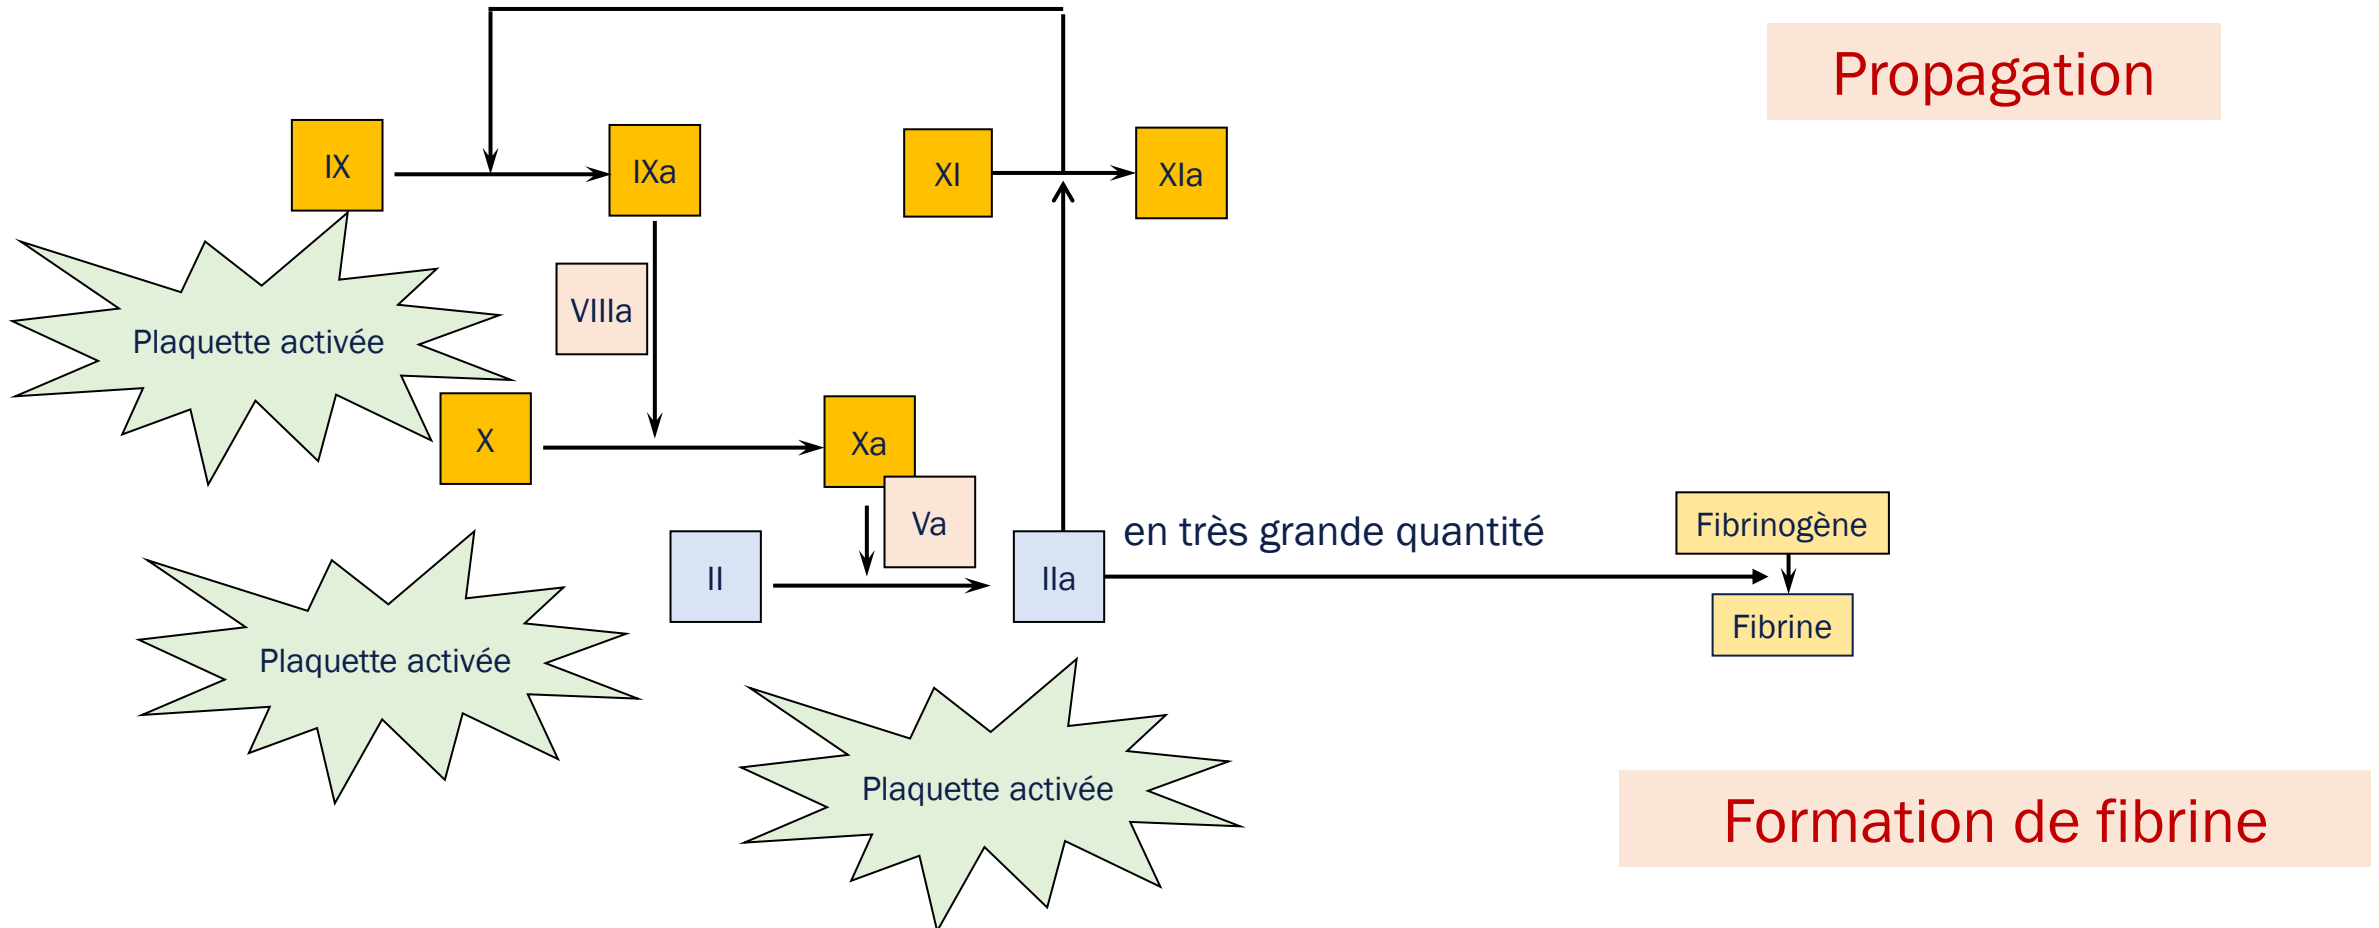 Propagation
IX
IXa
XI
XIa
VIIIa
Plaquette activée
X
Xa
Va
II
IIa
en très grande quantité
Fibrinogène
Fibrine
Plaquette activée
Plaquette activée
Formation de fibrine